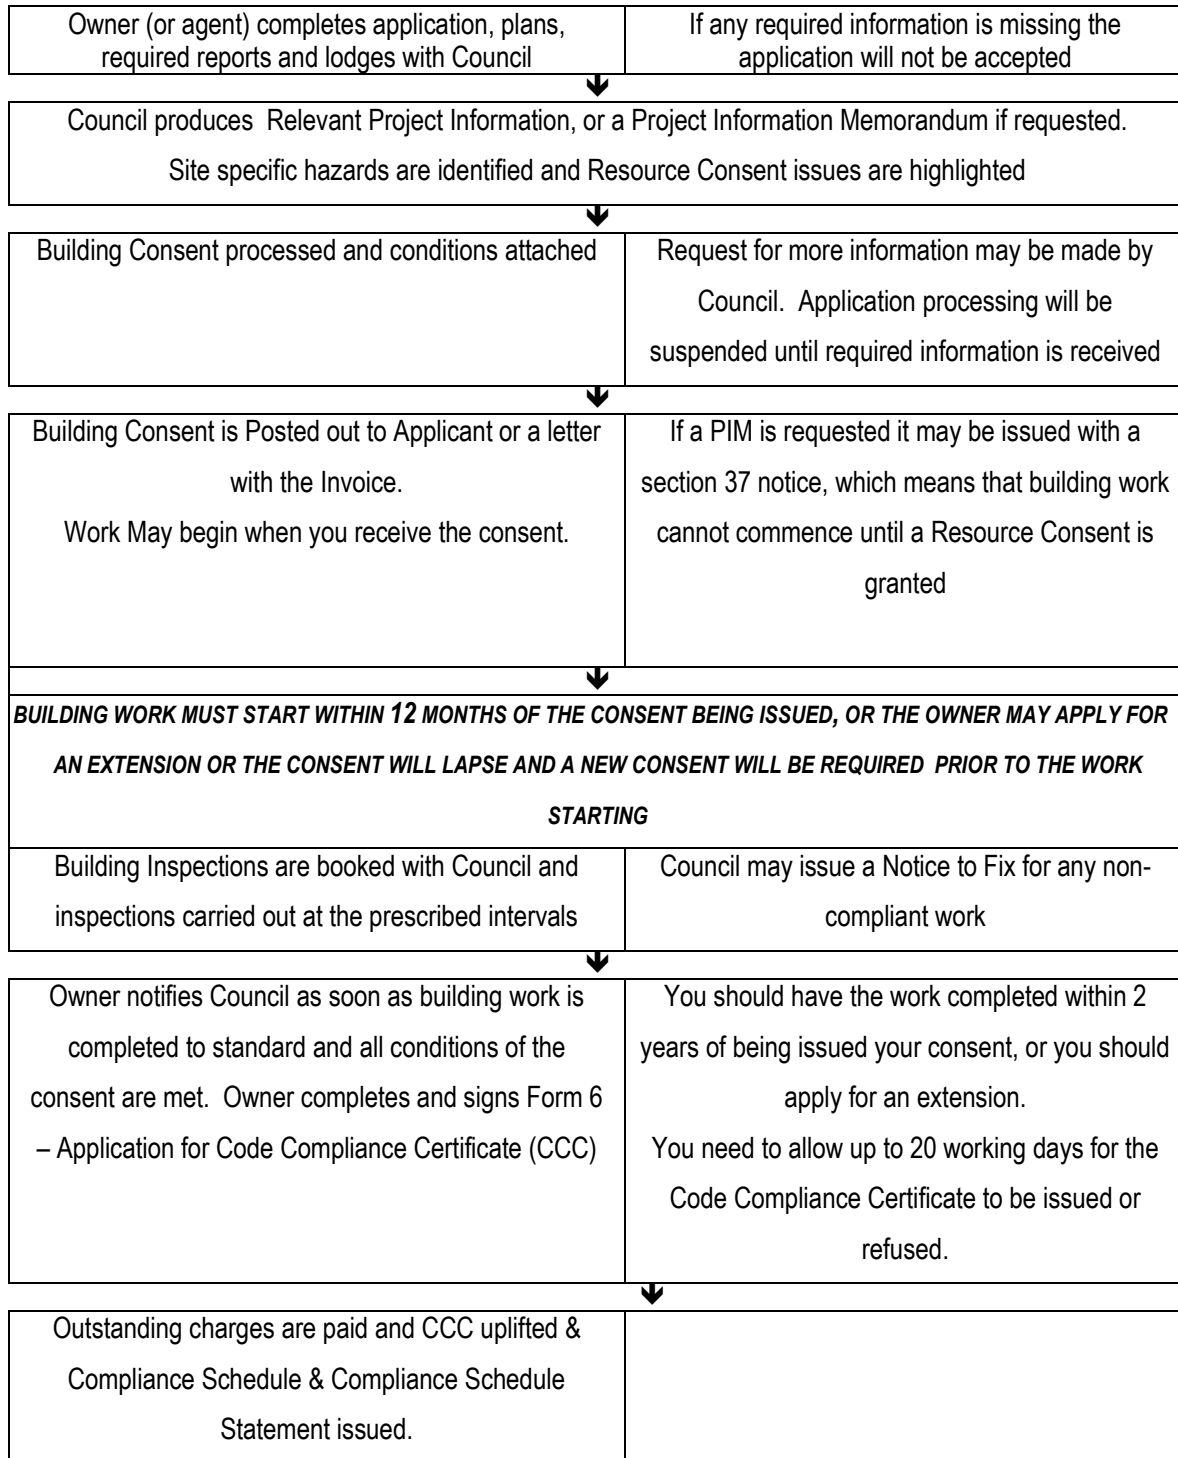 Owner (or agent) completes application, plans,
required reports and lodges with Council
If any required information is missing the
application will not be accepted
Council produces  Relevant Project Information, or a Project Information Memorandum if requested.
Site specific hazards are identified and Resource Consent issues are highlighted
Building Consent processed and conditions attached
Request for more information may be made by
Council.  Application processing will be
suspended until required information is received
Building Consent is Posted out to Applicant or a letter
with the Invoice.
Work May begin when you receive the consent.
If a PIM is requested it may be issued with a
section 37 notice, which means that building work
cannot commence until a Resource Consent is
granted
BUILDING WORK MUST START WITHIN 12 MONTHS OF THE CONSENT BEING ISSUED, OR THE OWNER MAY APPLY FOR
AN EXTENSION OR THE CONSENT WILL LAPSE AND A NEW CONSENT WILL BE REQUIRED  PRIOR TO THE WORK
STARTING
Building Inspections are booked with Council and
inspections carried out at the prescribed intervals
Council may issue a Notice to Fix for any non-
compliant work
Owner notifies Council as soon as building work is
completed to standard and all conditions of the
consent are met.  Owner completes and signs Form 6
– Application for Code Compliance Certificate (CCC)
You should have the work completed within 2
years of being issued your consent, or you should
apply for an extension.
You need to allow up to 20 working days for the
Code Compliance Certificate to be issued or
refused.
Outstanding charges are paid and CCC uplifted &
Compliance Schedule & Compliance Schedule
Statement issued.